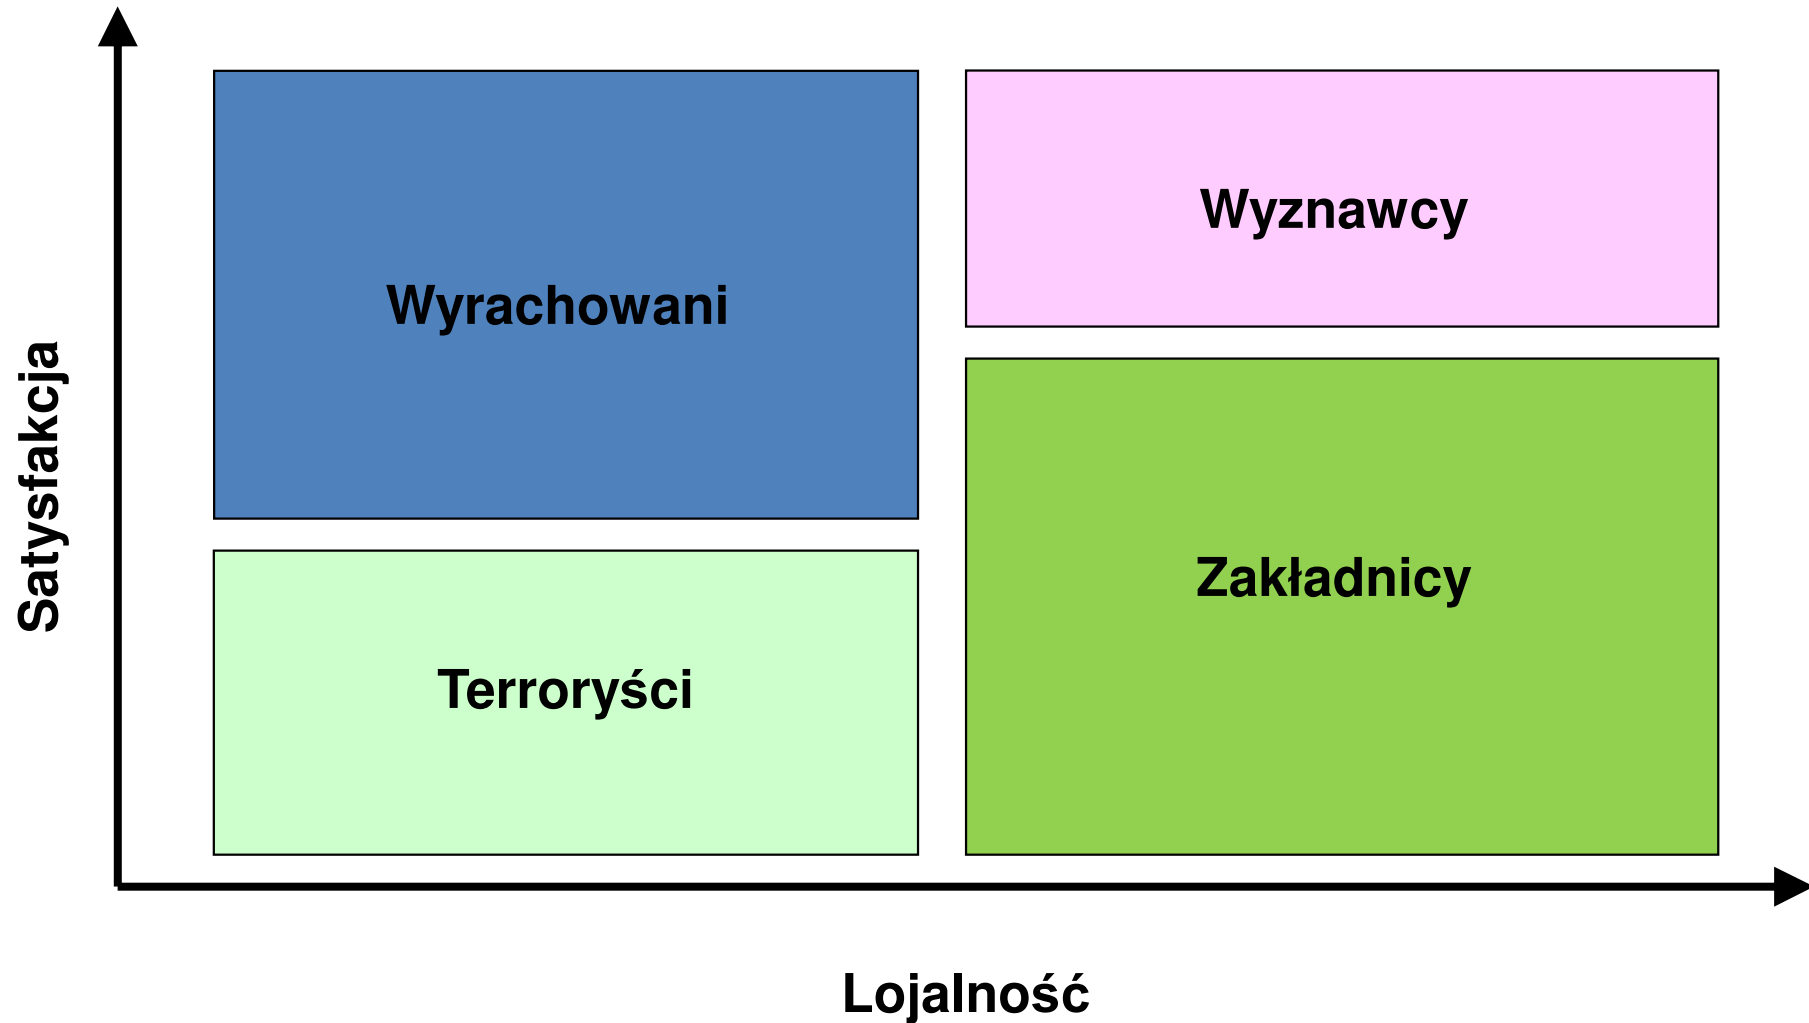 Satysfakcja
Wyrachowani
Wyznawcy
Terroryści
Zakładnicy
Lojalność